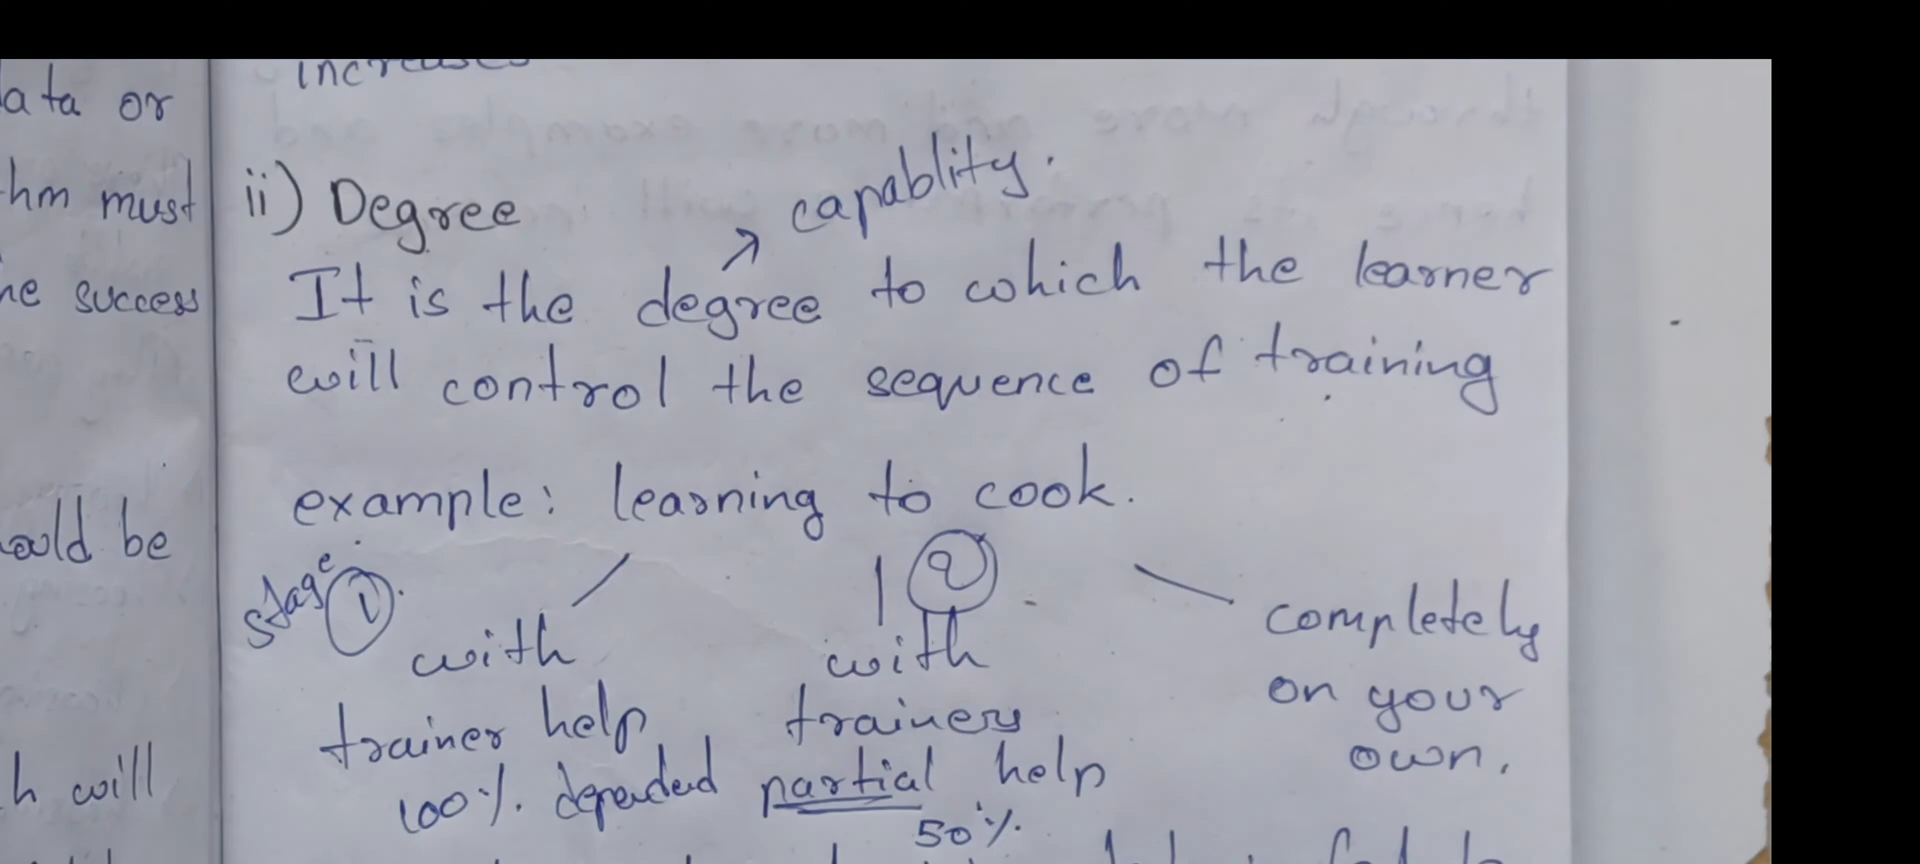 ata or
hm must
he success
ould be
h will
increases
ii) Degree
capablity.
It is the degree to which the learner
will control the sequence of training
example: learning to cook.
stage 1
with
trainer help
100%. depended
2
with
trainers
partial help
50%.
completely
on your
own.